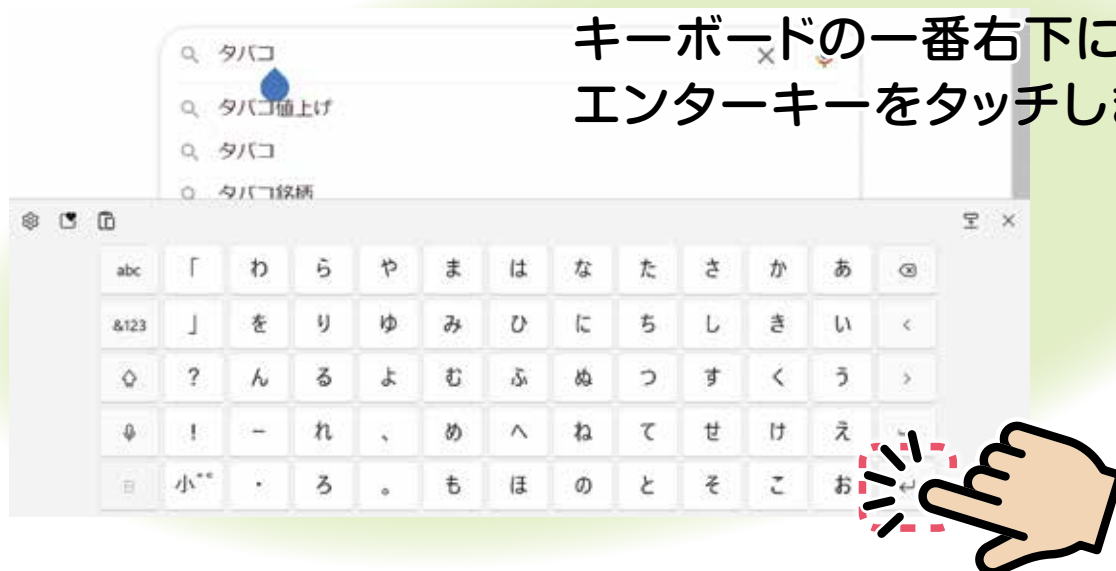 キーボードの一番右下に
エンターキーをタッチしま
タバコ
タバコ値上げ
タバコ
タバコ銘柄
abc 「 わ ら や ま は な た さ か あ
&123 」 を り ゆ み ひ に ち し き い <
? ん る よ む ふ ぬ つ す く う >
! ー れ 、 め へ ね て せ け え
小゛゜ ・ ろ 。 も ほ の と そ こ お